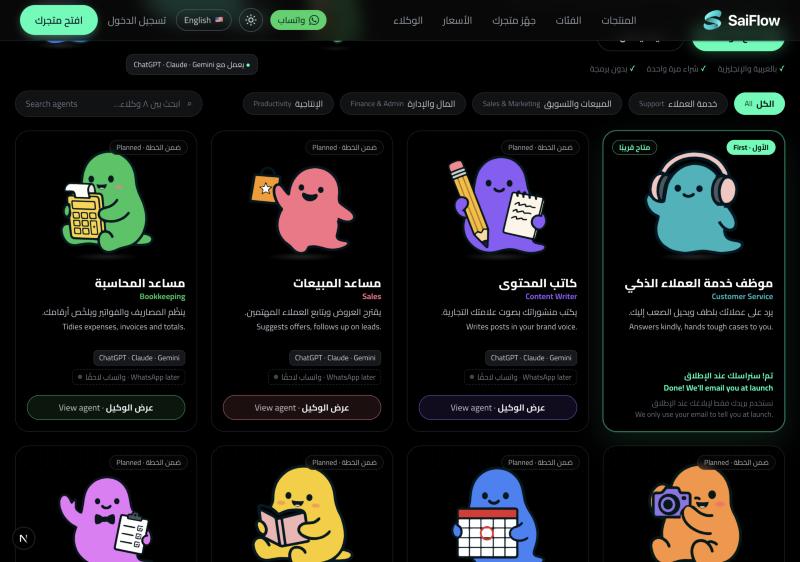 SaiFlow
المنتجات
الفئات
جهّز متجرك
الأسعار
الوكلاء
واتساب
English
تسجيل الدخول
افتح متجرك
✓ بالعربية والإنجليزية ✓ شراء مرة واحدة ✓ بدون برمجة
يعمل مع ChatGPT · Claude · Gemini
الكل All
خدمة العملاء Support
المبيعات والتسويق Sales & Marketing
المال والإدارة Finance & Admin
الإنتاجية Productivity
ابحث بين ٨ وكلاء... Search agents
الأول · First
متاح قريبًا
موظف خدمة العملاء الذكي
Customer Service
يرد على عملائك بلطف ويحيل الصعب إليك.
Answers kindly, hands tough cases to you.
تم! سنراسلك عند الإطلاق
Done! We'll email you at launch
نستخدم بريدك فقط لإبلاغك عند الإطلاق.
We only use your email to tell you at launch.
ضمن الخطة · Planned
كاتب المحتوى
Content Writer
يكتب منشوراتك بصوت علامتك التجارية.
Writes posts in your brand voice.
ChatGPT · Claude · Gemini
واتساب لاحقًا · WhatsApp later
عرض الوكيل · View agent
ضمن الخطة · Planned
مساعد المبيعات
Sales
يقترح العروض ويتابع العملاء المهتمين.
Suggests offers, follows up on leads.
ChatGPT · Claude · Gemini
واتساب لاحقًا · WhatsApp later
عرض الوكيل · View agent
ضمن الخطة · Planned
مساعد المحاسبة
Bookkeeping
ينظّم المصاريف والفواتير ويلخّص أرقامك.
Tidies expenses, invoices and totals.
ChatGPT · Claude · Gemini
واتساب لاحقًا · WhatsApp later
عرض الوكيل · View agent
ضمن الخطة · Planned
ضمن الخطة · Planned
ضمن الخطة · Planned
ضمن الخطة · Planned
N